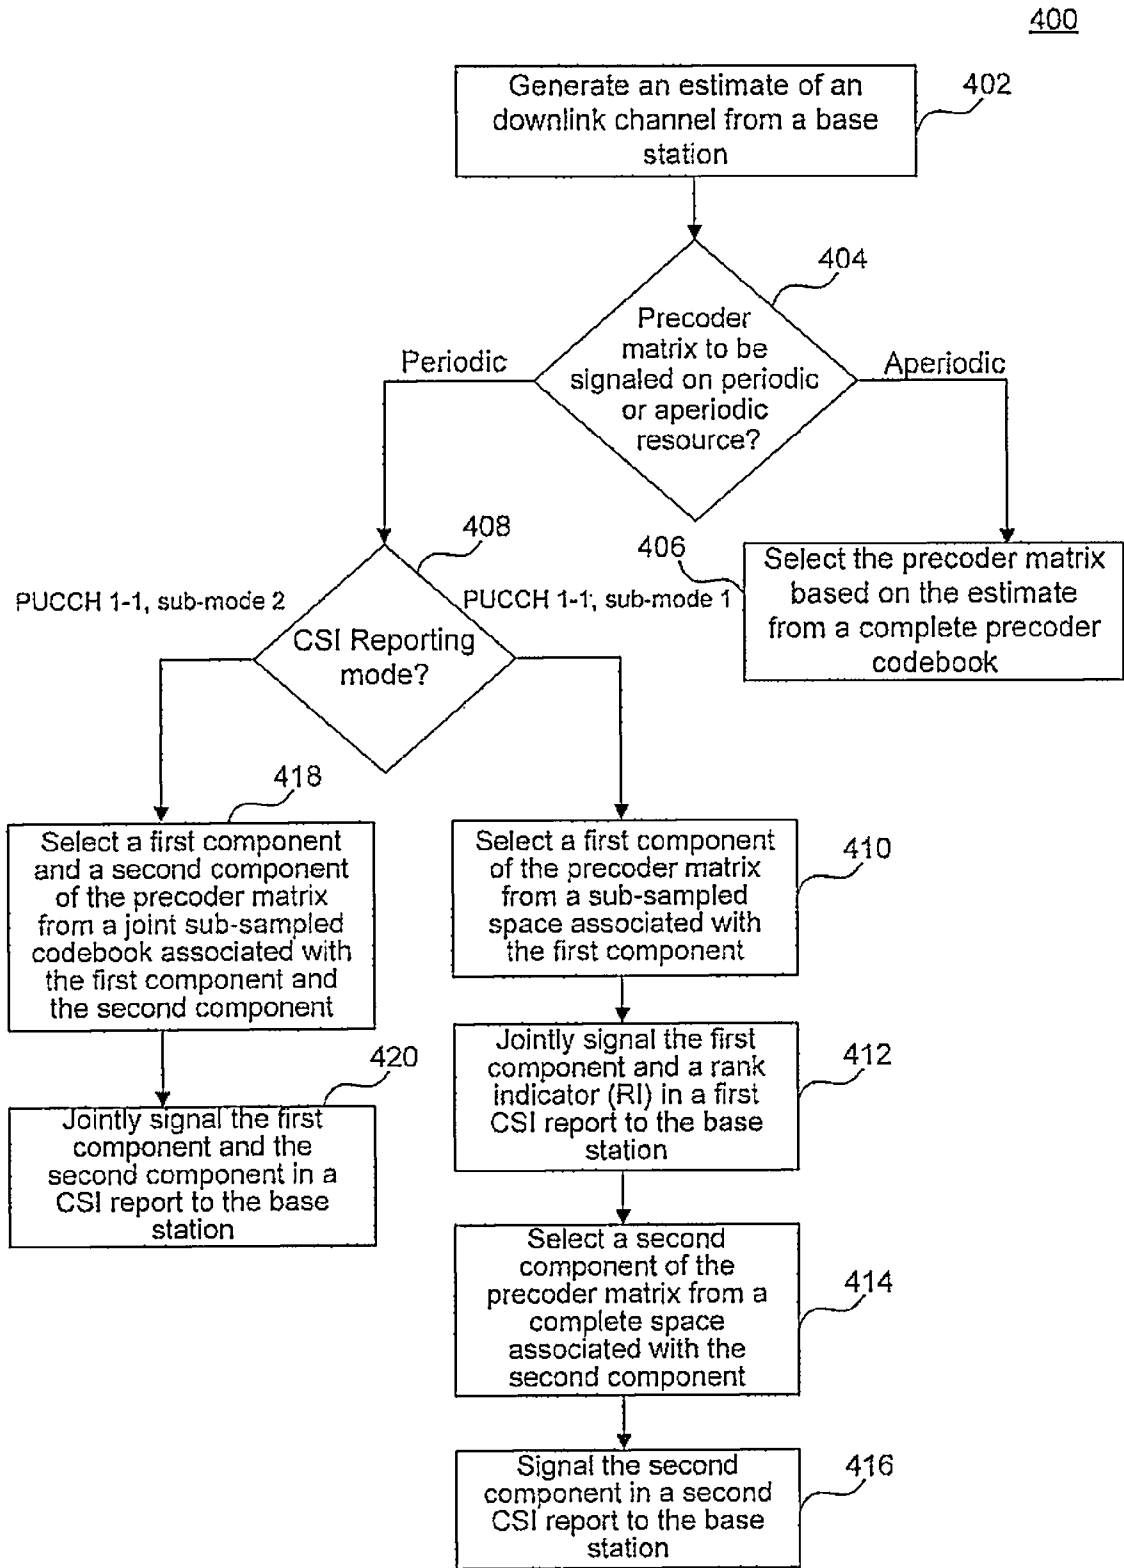 400
Generate an estimate of an
downlink channel from a base
station
402
404
Precoder
matrix to be
signaled on periodic
or aperiodic
resource?
Periodic
Aperiodic
406
Select the precoder matrix
based on the estimate
from a complete precoder
codebook
408
PUCCH 1-1, sub-mode 2
PUCCH 1-1, sub-mode 1
CSI Reporting
mode?
418
Select a first component
and a second component
of the precoder matrix
from a joint sub-sampled
codebook associated with
the first component and
the second component
410
Select a first component
of the precoder matrix
from a sub-sampled
space associated with
the first component
420
Jointly signal the first
component and the
second component in a
CSI report to the base
station
412
Jointly signal the first
component and a rank
indicator (RI) in a first
CSI report to the base
station
414
Select a second
component of the
precoder matrix from a
complete space
associated with the
second component
416
Signal the second
component in a second
CSI report to the base
station